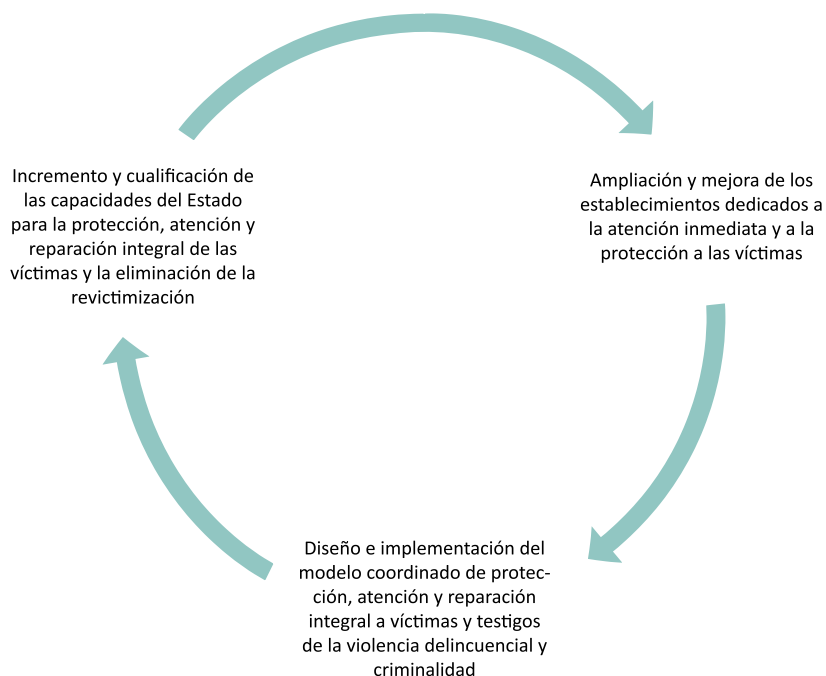 Incremento y cualificación de
las capacidades del Estado
para la protección, atención y
reparación integral de las
víctimas y la eliminación de la
revictimización
Ampliación y mejora de los
establecimientos dedicados a
la atención inmediata y a la
protección a las víctimas
Diseño e implementación del
modelo coordinado de protec-
ción, atención y reparación
integral a víctimas y testigos
de la violencia delincuencial y
criminalidad